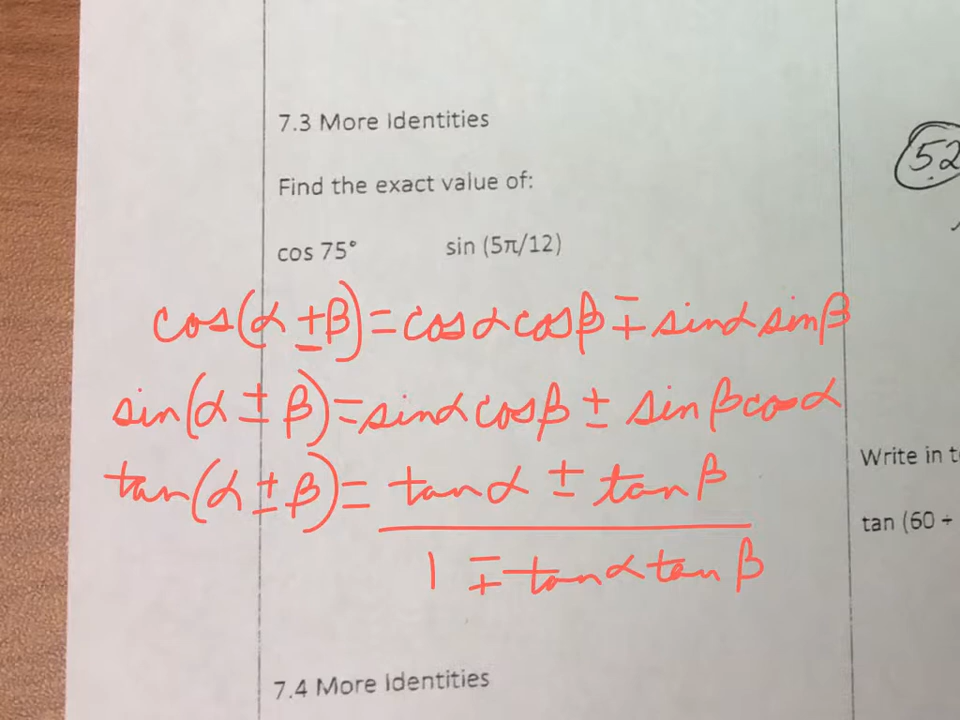 7.3 More Identities
Find the exact value of:
cos 75° sin (5π/12)
cos(α ± β) = cosα cosβ ∓ sinα sinβ
sin(α ± β) = sinα cosβ ± sinβ cosα
tan(α ± β) = tanα ± tanβ
1 ∓ tanα tanβ
7.4 More Identities
5.2
Write in t
tan (60 ÷